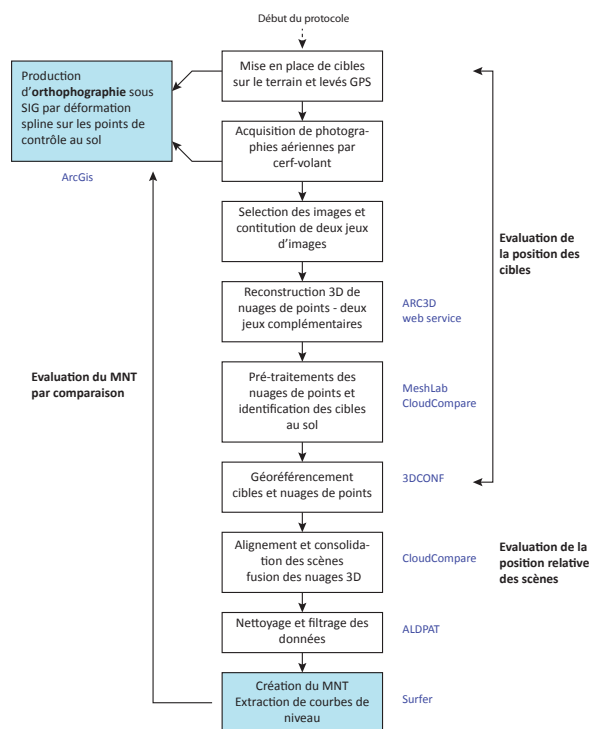 Début du protocole
Mise en place de cibles
sur le terrain et levés GPS
Production
d'orthophographie sous
SIG par déformation
spline sur les points de
contrôle au sol
ArcGis
Acquisition de photogra-
phies aériennes par
cerf-volant
Selection des images et
contitution de deux jeux
d'images
Evaluation de
la position des
cibles
Reconstruction 3D de
nuages de points - deux
jeux complémentaires
ARC3D
web service
Evaluation du MNT
par comparaison
Pré-traitements des
nuages de points et
identification des cibles
au sol
MeshLab
CloudCompare
Géoréférencement
cibles et nuages de points
3DCONF
Alignement et consolida-
tion des scènes
fusion des nuages 3D
CloudCompare
Evaluation de la
position relative
des scènes
Nettoyage et filtrage des
données
ALDPAT
Création du MNT
Extraction de courbes de
niveau
Surfer